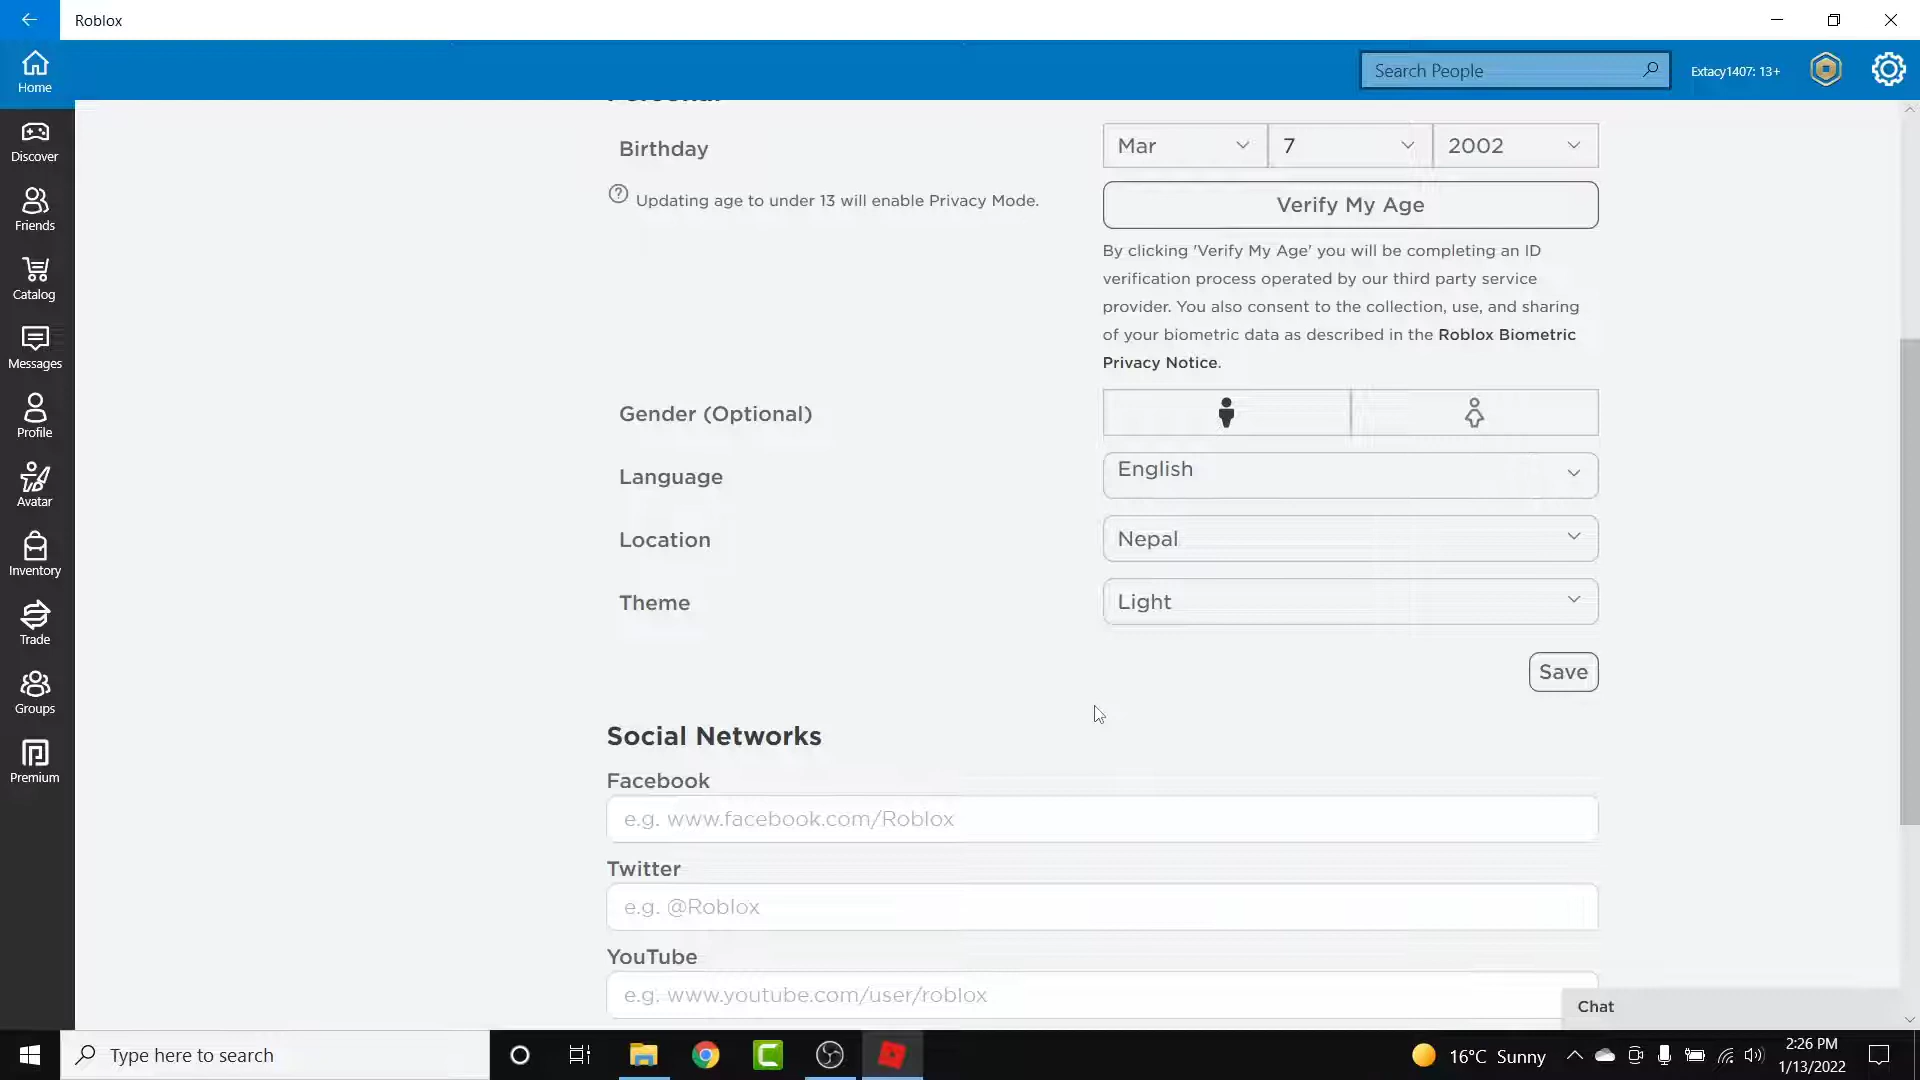 Roblox
Home
Search People
Extacy1407: 13+
Discover
Friends
Catalog
Messages
Profile
Avatar
Inventory
Trade
Groups
Premium
Personal
Birthday
Mar
7
2002
Updating age to under 13 will enable Privacy Mode.
Verify My Age
By clicking 'Verify My Age' you will be completing an ID
verification process operated by our third party service
provider. You also consent to the collection, use, and sharing
of your biometric data as described in the Roblox Biometric
Privacy Notice.
Gender (Optional)
Language
English
Location
Nepal
Theme
Light
Save
Social Networks
Facebook
e.g. www.facebook.com/Roblox
Twitter
e.g. @Roblox
YouTube
e.g. www.youtube.com/user/roblox
Chat
Type here to search
16°C Sunny
2:26 PM
1/13/2022